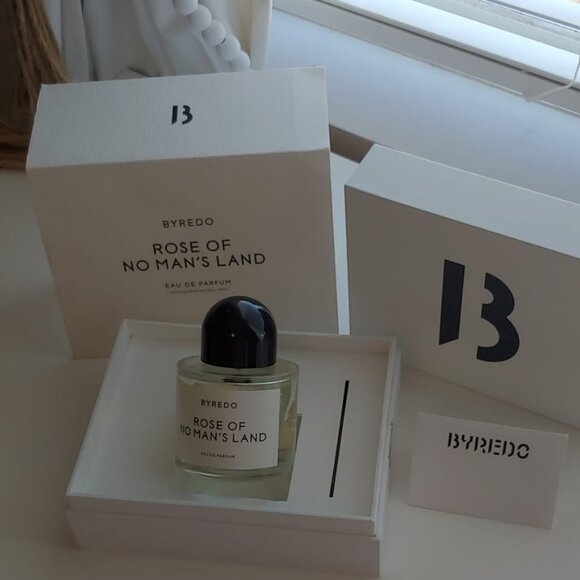 B
BYREDO
ROSE OF
NO MAN'S LAND
EAU DE PARFUM
B
BYREDO
ROSE OF
NO MAN'S LAND
EAU DE PARFUM
BYREDO